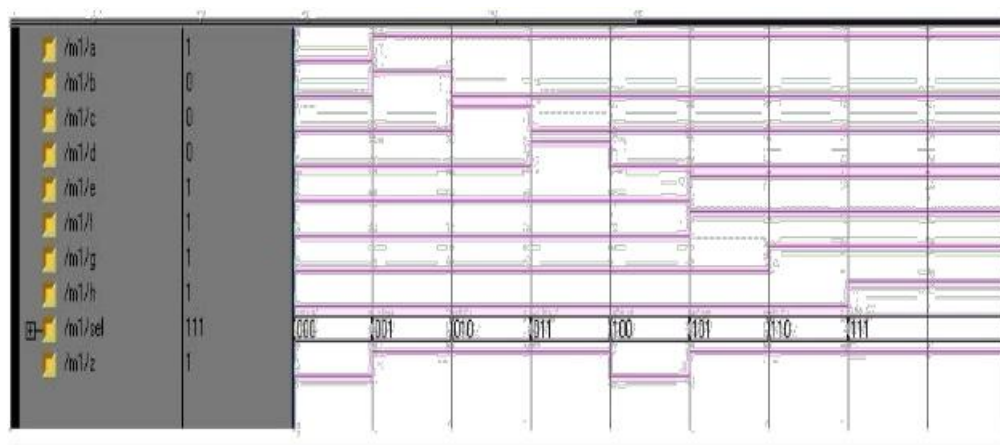 /m1/a 1
/m1/b 0
/m1/c 0
/m1/d 0
/m1/e 1
/m1/f 1
/m1/g 1
/m1/h 1
/m1/sel 111 000 001 010 011 100 101 110 111
/m1/z 1